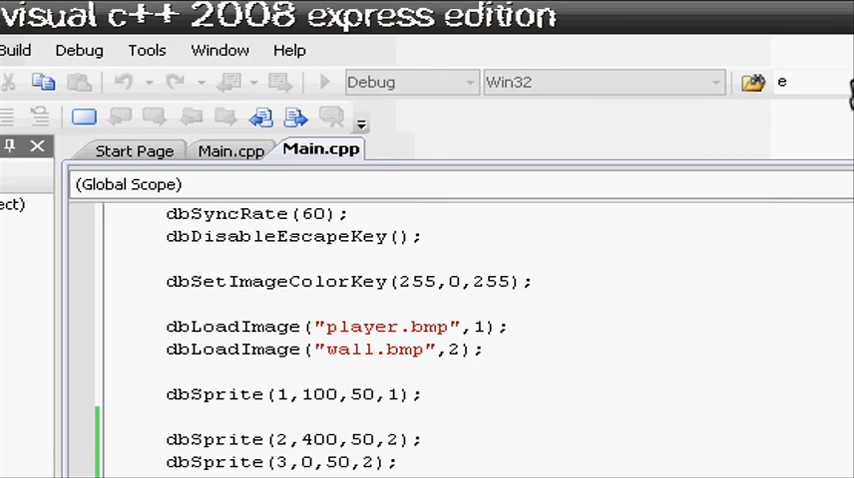 visual c++ 2008 express edition
Build Debug Tools Window Help
Debug Win32 e
Start Page Main.cpp Main.cpp
(Global Scope)
ect)
dbSyncRate(60);
dbDisableEscapeKey();
dbSetImageColorKey(255,0,255);
dbLoadImage("player.bmp",1);
dbLoadImage("wall.bmp",2);
dbSprite(1,100,50,1);
dbSprite(2,400,50,2);
dbSprite(3,0,50,2);